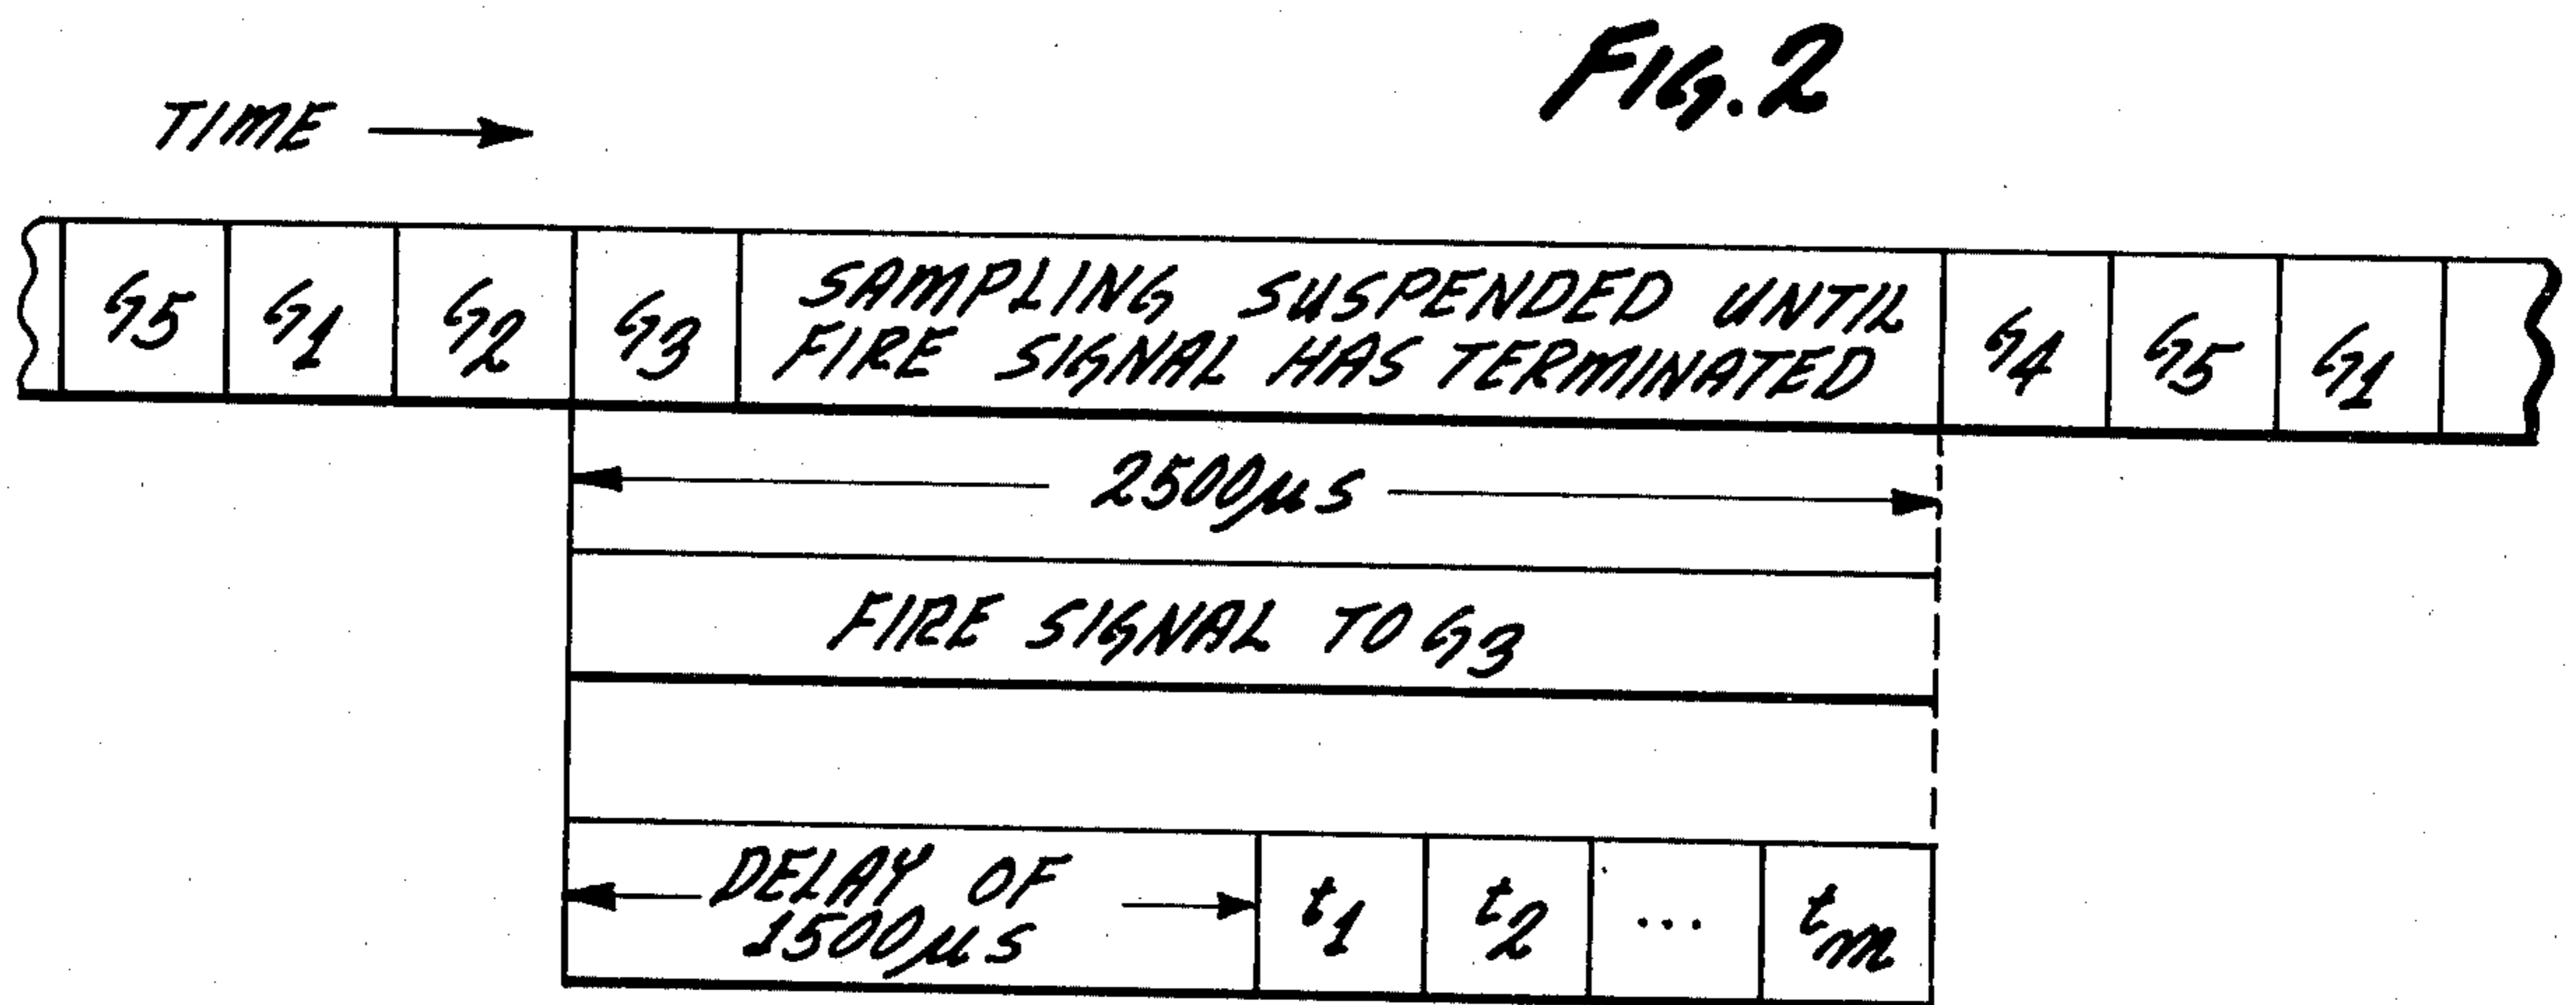 FIG. 2
TIME
G5 G1 G2 G3 SAMPLING SUSPENDED UNTIL FIRE SIGNAL HAS TERMINATED G4 G5 G1
2500µs
FIRE SIGNAL TO G3
DELAY OF 1500µs t1 t2 ... tm